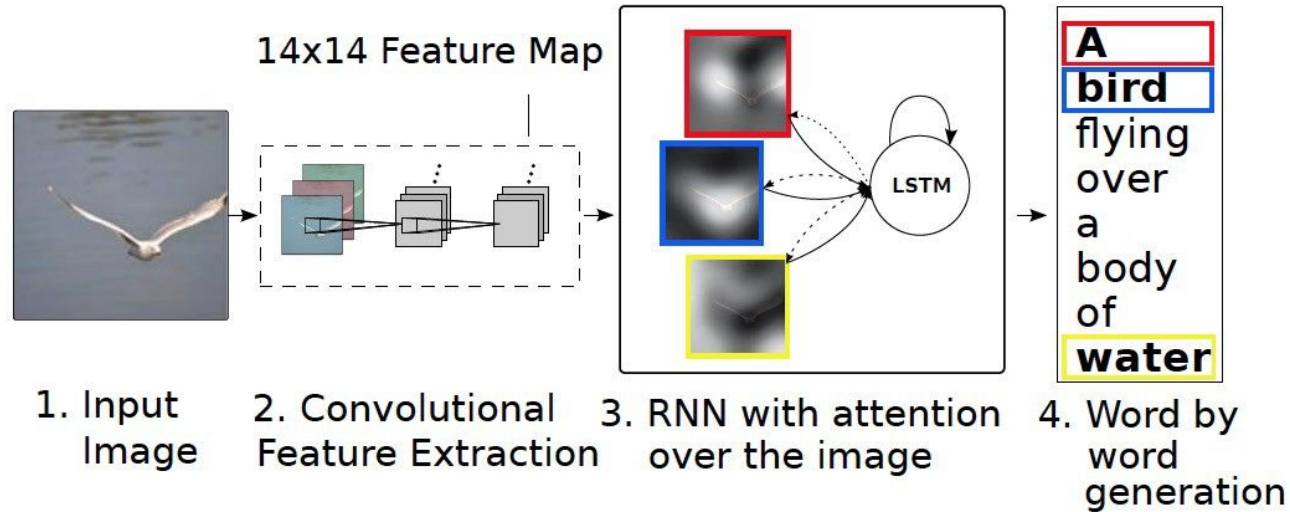 14x14 Feature Map
LSTM
A
bird
flying
over
a
body
of
water
1. Input
Image
2. Convolutional
Feature Extraction
3. RNN with attention
over the image
4. Word by
word
generation